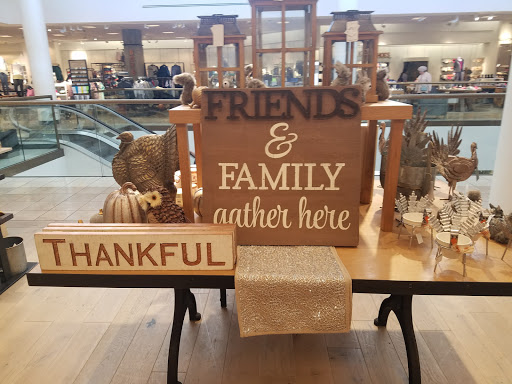 FRIENDS
&
FAMILY
gather here
THANKFUL